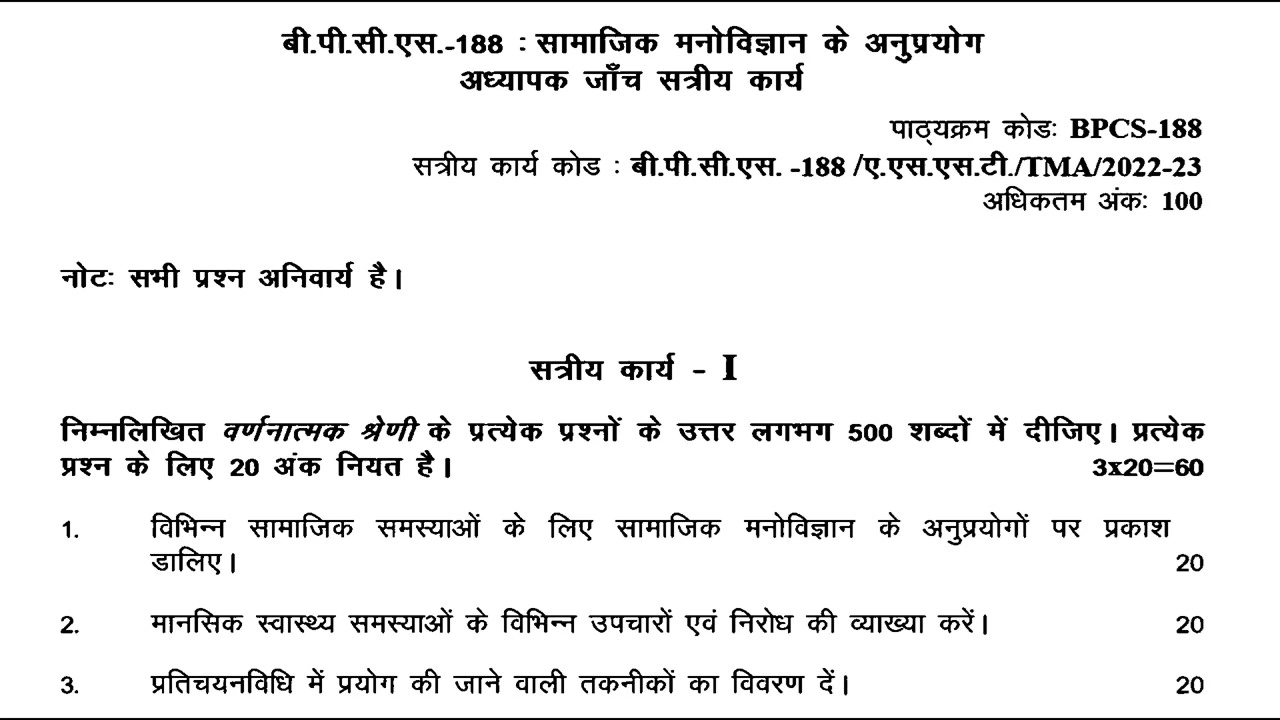 बी.पी.सी.एस.-188 : सामाजिक मनोविज्ञान के अनुप्रयोग
अध्यापक जाँच सत्रीय कार्य
पाठ्यक्रम कोडः BPCS-188
सत्रीय कार्य कोड : बी.पी.सी.एस. -188 /ए.एस.एस.टी./TMA/2022-23
अधिकतम अंकः 100
नोटः सभी प्रश्न अनिवार्य है।
सत्रीय कार्य - I
निम्नलिखित वर्णनात्मक श्रेणी के प्रत्येक प्रश्नों के उत्तर लगभग 500 शब्दों में दीजिए। प्रत्येक
प्रश्न के लिए 20 अंक नियत है। 3x20=60
1. विभिन्न सामाजिक समस्याओं के लिए सामाजिक मनोविज्ञान के अनुप्रयोगों पर प्रकाश
डालिए। 20
2. मानसिक स्वास्थ्य समस्याओं के विभिन्न उपचारों एवं निरोध की व्याख्या करें। 20
3. प्रतिचयनविधि में प्रयोग की जाने वाली तकनीकों का विवरण दें। 20